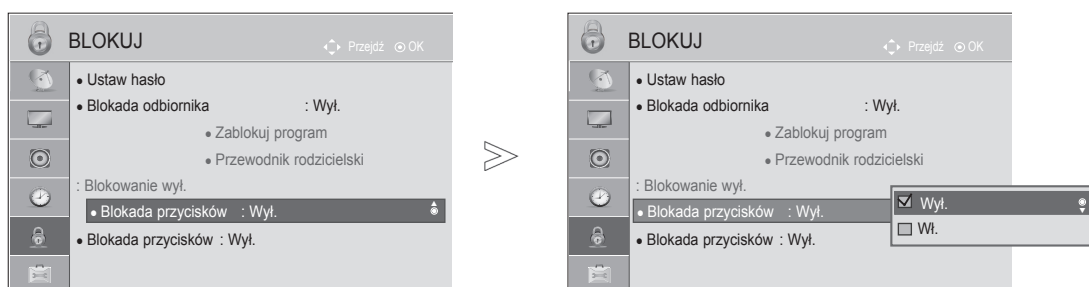 BLOKUJ
Przejdź OK
• Ustaw hasło
• Blokada odbiornika : Wył.
• Zablokuj program
• Przewodnik rodzicielski
: Blokowanie wył.
• Blokada przycisków : Wył.
• Blokada przycisków : Wył.
BLOKUJ
Przejdź OK
• Ustaw hasło
• Blokada odbiornika : Wył.
• Zablokuj program
• Przewodnik rodzicielski
: Blokowanie wył.
• Blokada przycisków : Wył.
• Blokada przycisków : Wył.
Wył.
Wł.